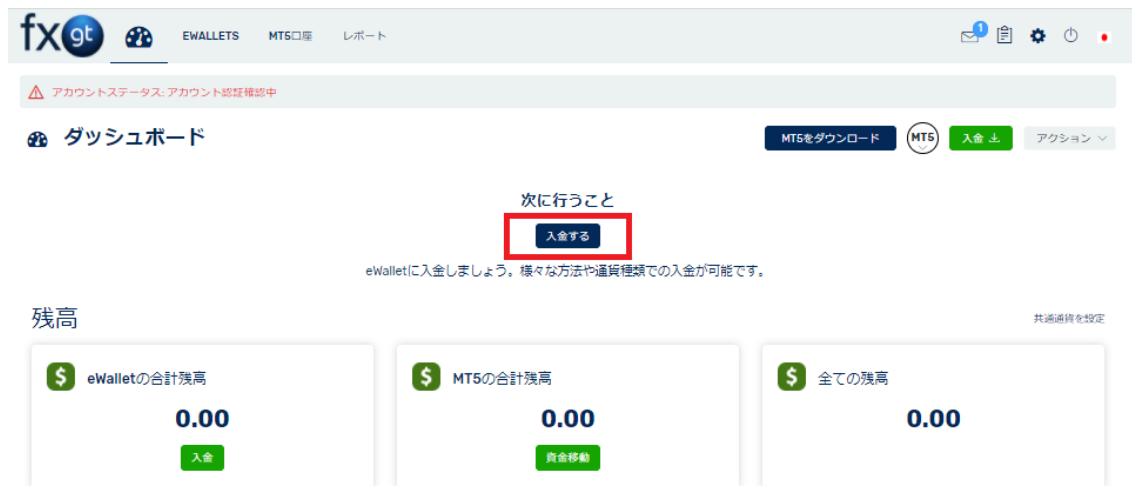 fxgt
EWALLETS MT5口座 レポート
1
アカウントステータス: アカウント認証確認中
ダッシュボード
MT5をダウンロード MT5 入金 アクション
次に行うこと
入金する
eWalletに入金しましょう。様々な方法や通貨種類での入金が可能です。
残高
共通通貨を設定
$ eWalletの合計残高
0.00
入金
$ MT5の合計残高
0.00
資金移動
$ 全ての残高
0.00